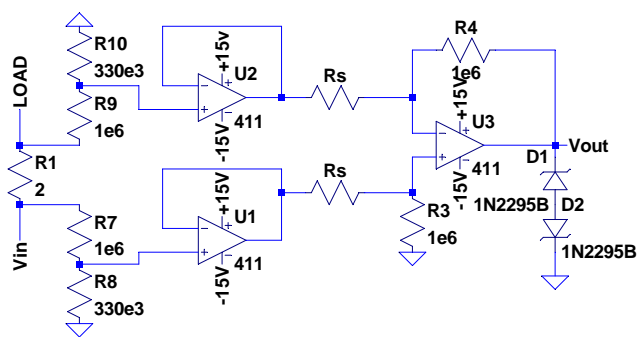 R10
330e3
R9
1e6
LOAD
R1
2
Vin
R7
1e6
R8
330e3
+15v
U2
411
-15V
+15V
U1
411
-15V
Rs
Rs
R4
1e6
+15V
U3
411
-15V
R3
1e6
Vout
D1
1N2295B
D2
1N2295B